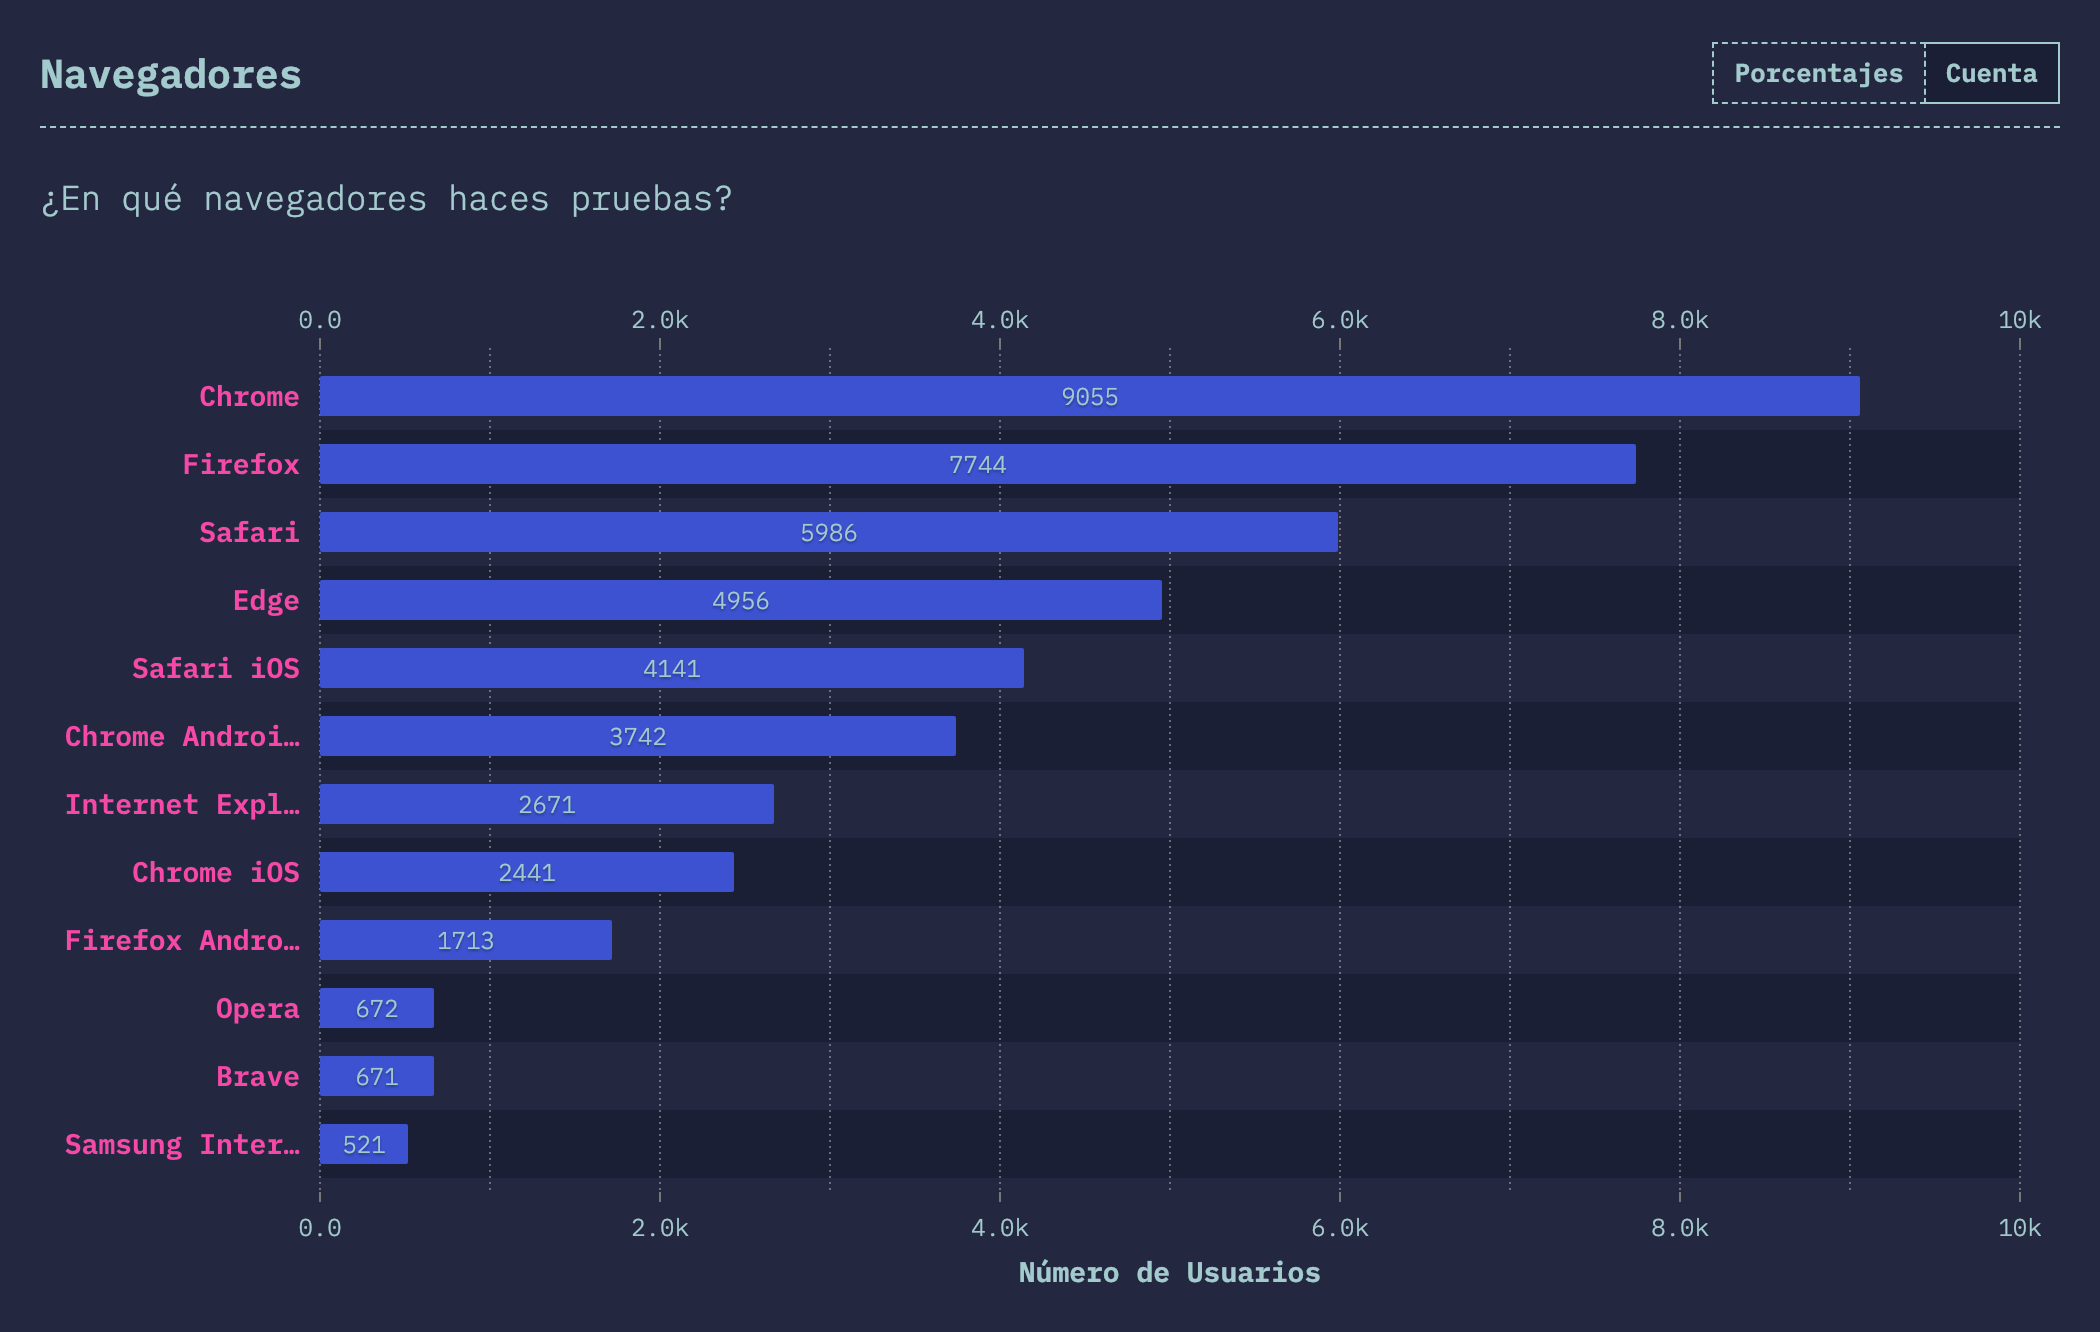 Navegadores
Porcentajes Cuenta
¿En qué navegadores haces pruebas?
0.0 2.0k 4.0k 6.0k 8.0k 10k
Chrome 9055
Firefox 7744
Safari 5986
Edge 4956
Safari iOS 4141
Chrome Androi… 3742
Internet Expl… 2671
Chrome iOS 2441
Firefox Andro… 1713
Opera 672
Brave 671
Samsung Inter… 521
0.0 2.0k 4.0k 6.0k 8.0k 10k
Número de Usuarios